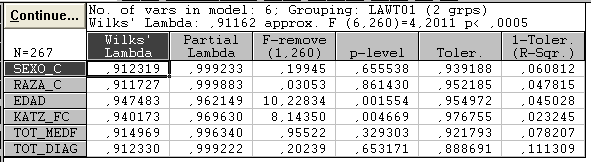 Continue... No. of vars in model: 6; Grouping: LAWT01 (2 grps)
Wilks' Lambda: ,91162 approx. F (6,260)=4,2011 p< ,0005
Wilks' Partial F-remove 1-Toler.
N=267 Lambda Lambda (1,260) p-level Toler. (R-Sqr.)
SEXO_C ,912319 ,999233 ,19945 ,655538 ,939188 ,060812
RAZA_C ,911727 ,999883 ,03053 ,861430 ,952185 ,047815
EDAD ,947483 ,962149 10,22834 ,001554 ,954972 ,045028
KATZ_FC ,940173 ,969630 8,14350 ,004669 ,976755 ,023245
TOT_MEDF ,914969 ,996340 ,95522 ,329303 ,921793 ,078207
TOT_DIAG ,912330 ,999222 ,20239 ,653171 ,888691 ,111309